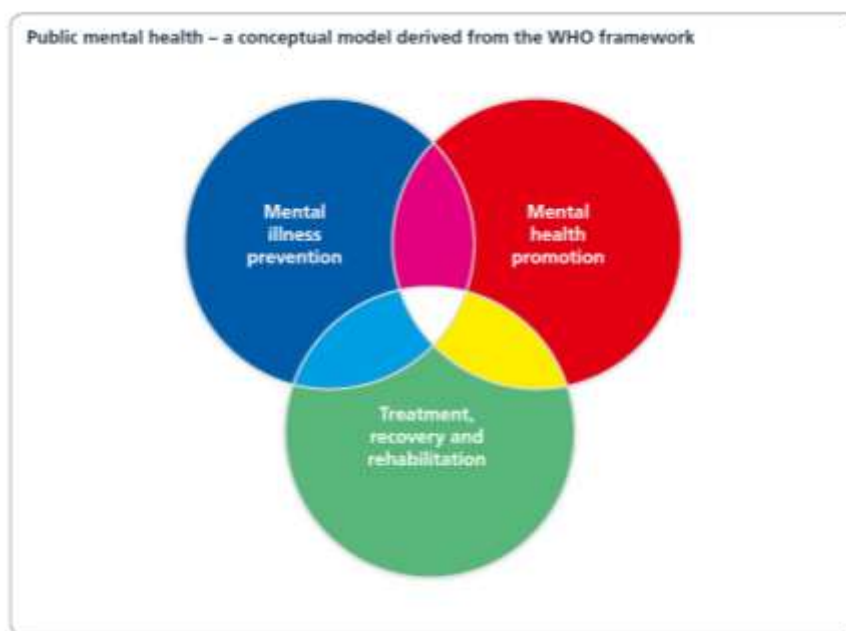 Public mental health – a conceptual model derived from the WHO framework
Mental
illness
prevention
Mental
health
promotion
Treatment,
recovery and
rehabilitation